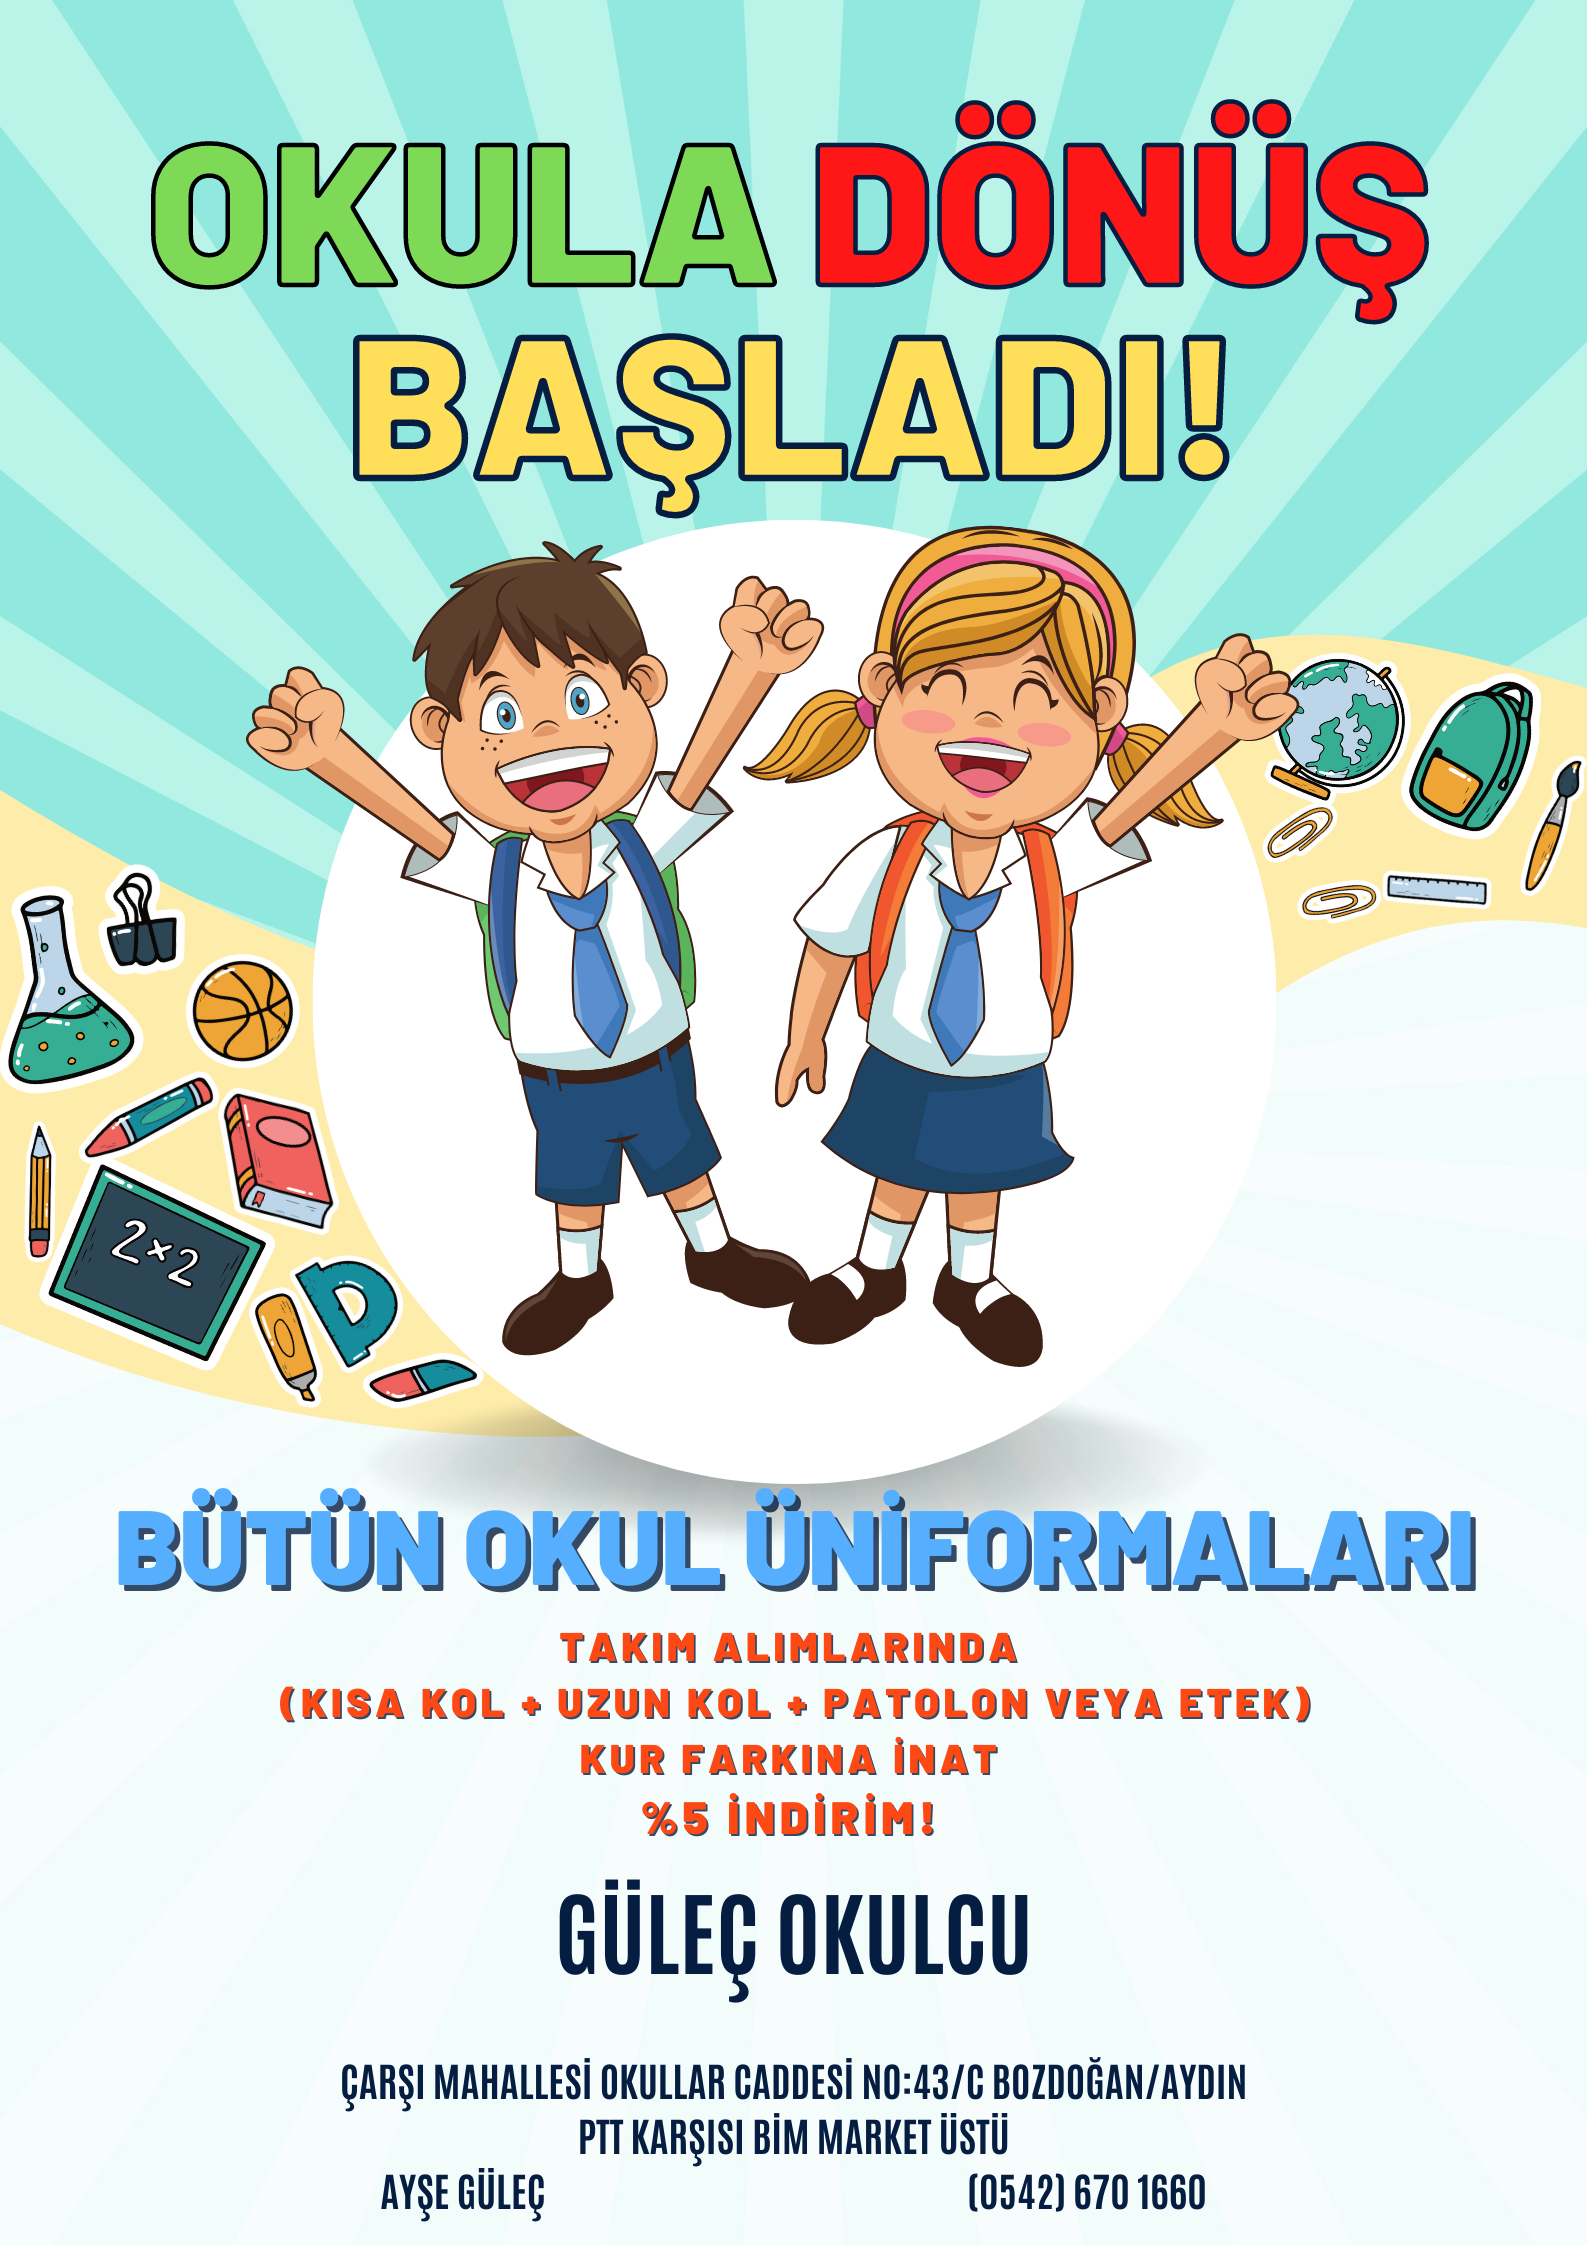 OKULA DÖNÜŞ
BAŞLADI!
2×2
BÜTÜN OKUL ÜNİFORMALARI
TAKIM ALIMLARINDA
(KISA KOL + UZUN KOL + PATOLON VEYA ETEK)
KUR FARKINA İNAT
%5 İNDİRİM!
GÜLEÇ OKULCU
ÇARŞI MAHALLESİ OKULLAR CADDESİ NO:43/C BOZDOĞAN/AYDIN
PTT KARŞISI BİM MARKET ÜSTÜ
AYŞE GÜLEÇ (0542) 670 1660